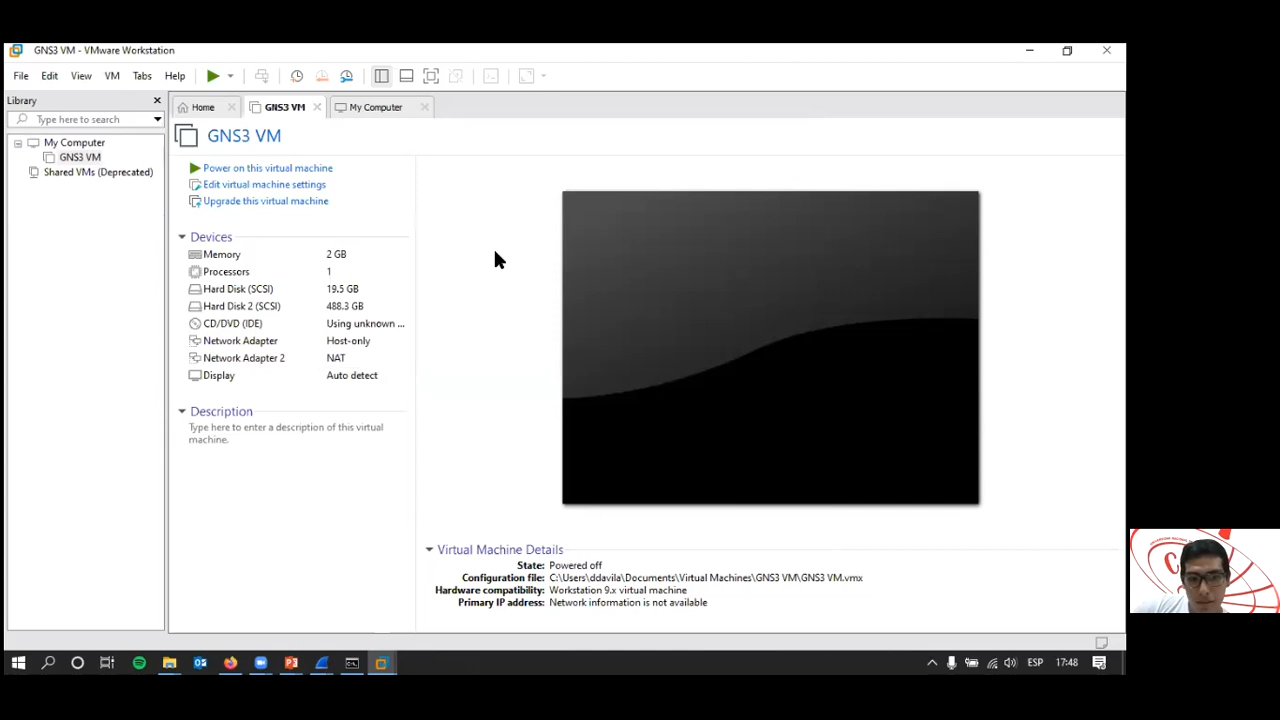 GNS3 VM - VMware Workstation
File Edit View VM Tabs Help
Library
Type here to search
My Computer
GNS3 VM
Shared VMs (Deprecated)
Home
GNS3 VM
My Computer
GNS3 VM
Power on this virtual machine
Edit virtual machine settings
Upgrade this virtual machine
Devices
Memory 2 GB
Processors 1
Hard Disk (SCSI) 19.5 GB
Hard Disk 2 (SCSI) 488.3 GB
CD/DVD (IDE) Using unknown ...
Network Adapter Host-only
Network Adapter 2 NAT
Display Auto detect
Description
Type here to enter a description of this virtual
machine.
Virtual Machine Details
State: Powered off
Configuration file: C:\Users\ddavila\Documents\Virtual Machines\GNS3 VM\GNS3 VM.vmx
Hardware compatibility: Workstation 9.x virtual machine
Primary IP address: Network information is not available
ESP 17:48